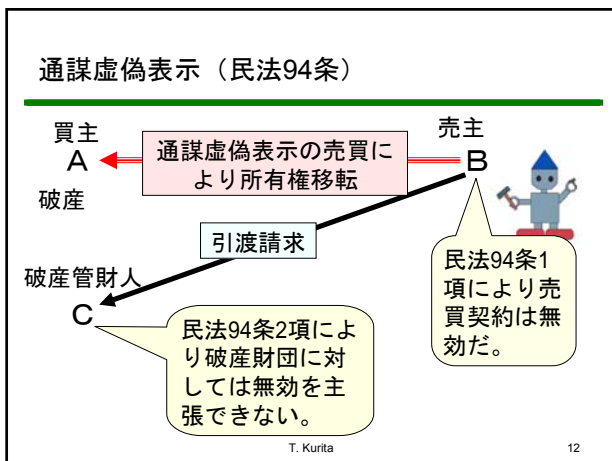 通謀虚偽表示（民法94条）
買主
A
破産
通謀虚偽表示の売買に
より所有権移転
売主
B
引渡請求
民法94条1
項により売
買契約は無
効だ。
破産管財人
C
民法94条2項によ
り破産財団に対
しては無効を主
張できない。
T. Kurita
12